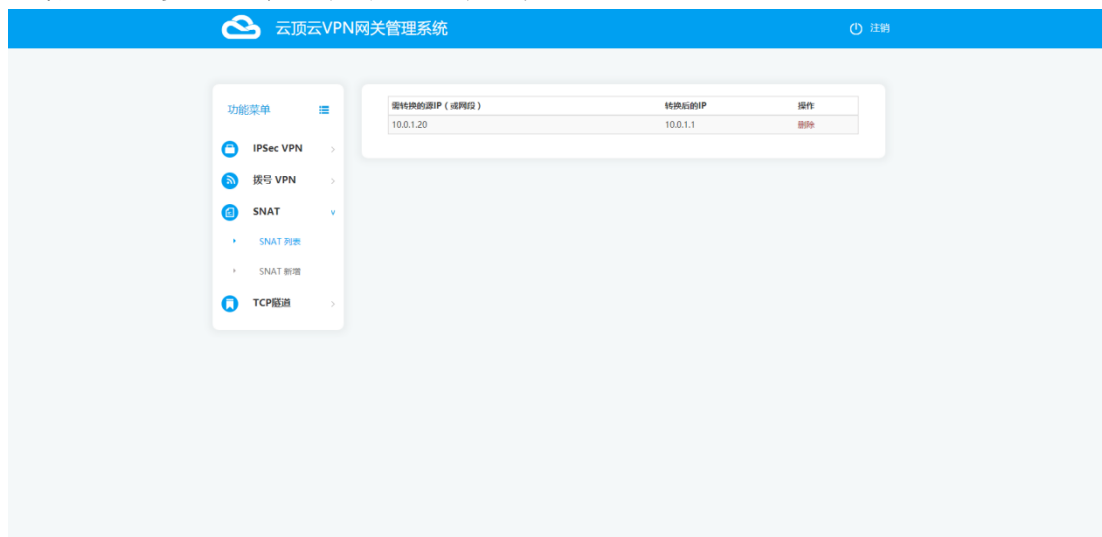 云顶云VPN网关管理系统
注销
功能菜单
IPSec VPN
拨号 VPN
SNAT
SNAT 列表
SNAT 新增
TCP隧道
需转换的源IP（或网段） 转换后的IP 操作
10.0.1.20 10.0.1.1 删除